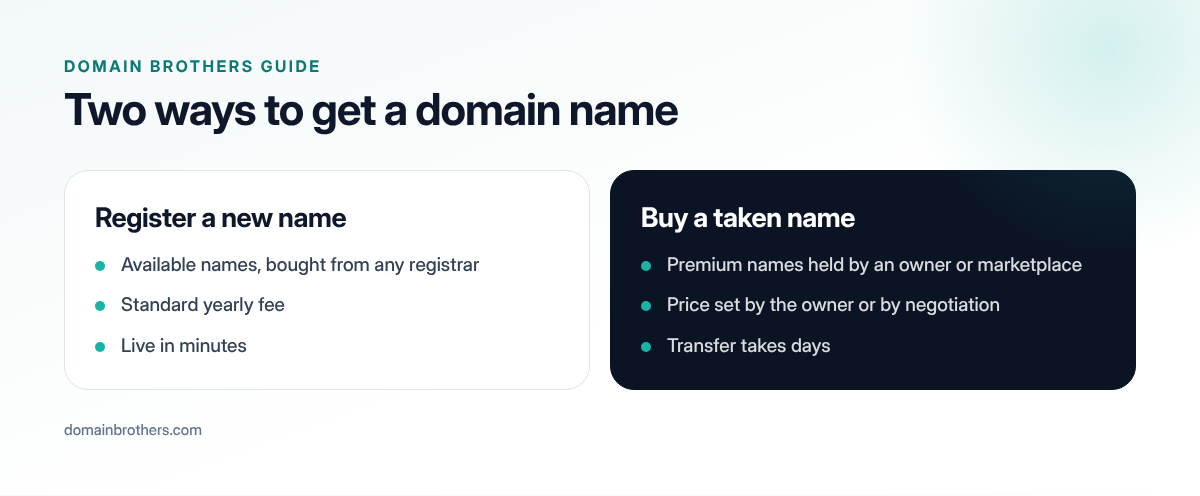 DOMAIN BROTHERS GUIDE
Two ways to get a domain name
Register a new name
Available names, bought from any registrar
Standard yearly fee
Live in minutes
Buy a taken name
Premium names held by an owner or marketplace
Price set by the owner or by negotiation
Transfer takes days
domainbrothers.com